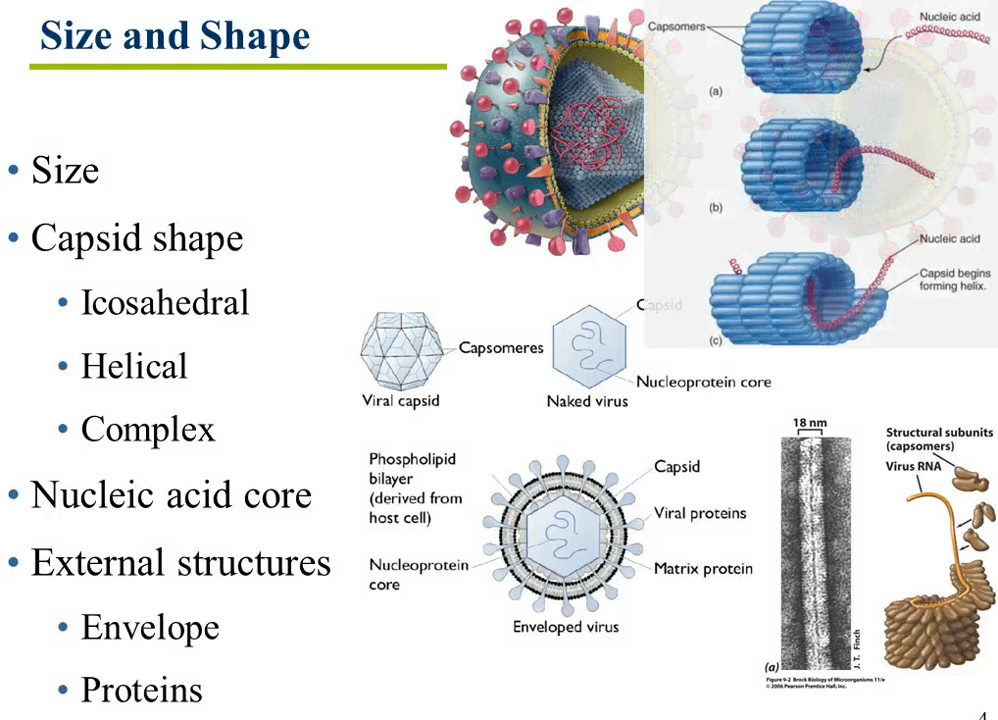 Size and Shape
• Size
• Capsid shape
• Icosahedral
• Helical
• Complex
• Nucleic acid core
• External structures
• Envelope
• Proteins
Capsomers
Nucleic acid
(a)
(b)
Nucleic acid
Capsid begins
forming helix.
(c)
Capsid
Capsomeres
Nucleoprotein core
Viral capsid
Naked virus
Phospholipid
bilayer
(derived from
host cell)
Nucleoprotein
core
Capsid
Viral proteins
Matrix protein
Enveloped virus
18 nm
Structural subunits
(capsomers)
Virus RNA
J. T. Finch
(a)
Figure 9-2 Brock Biology of Microorganisms 11/e
© 2006 Pearson Prentice Hall, Inc.
4